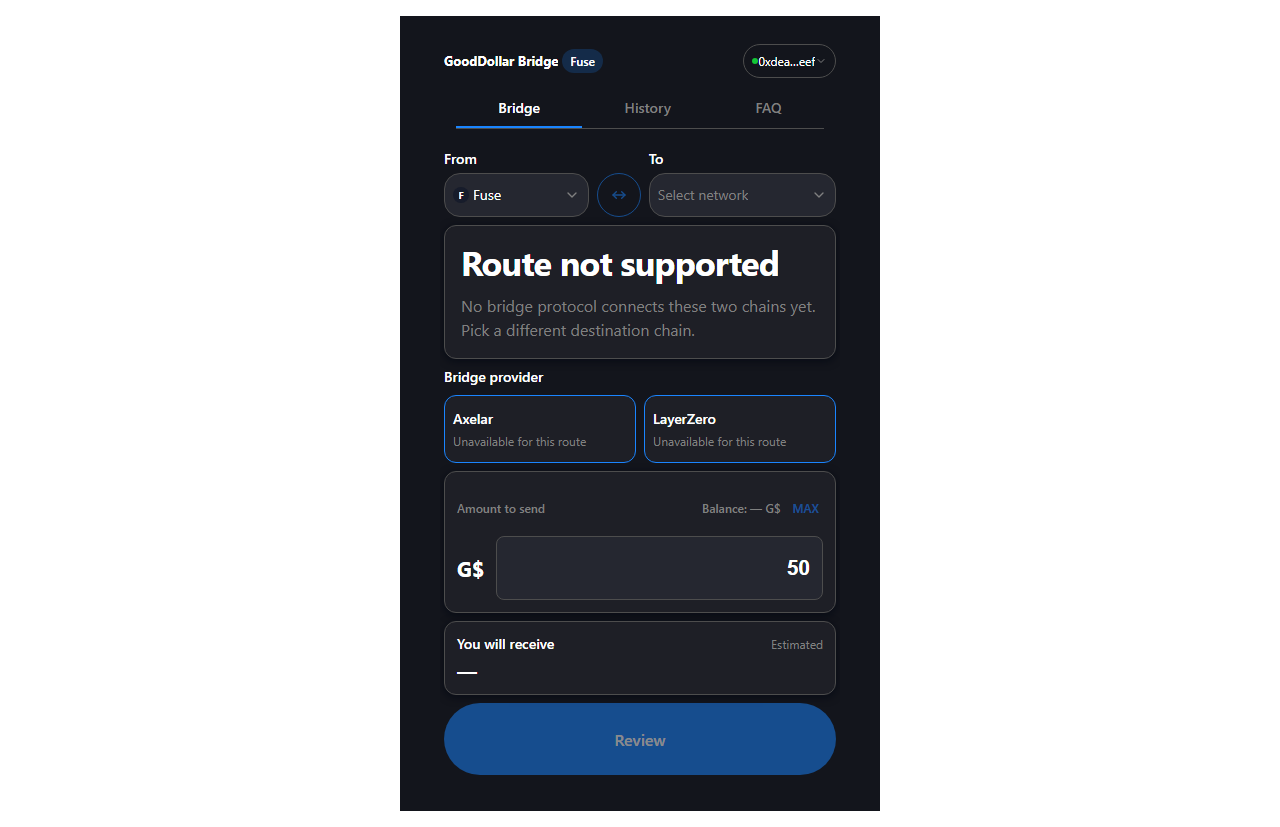 GoodDollar Bridge Fuse 0xdea...eef
Bridge History FAQ
From To
F Fuse Select network
Route not supported
No bridge protocol connects these two chains yet.
Pick a different destination chain.
Bridge provider
Axelar LayerZero
Unavailable for this route Unavailable for this route
Amount to send Balance: — G$ MAX
G$ 50
You will receive Estimated
—
Review